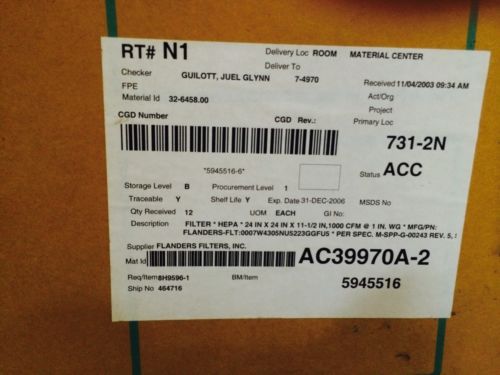 RT# N1 Delivery Loc ROOM MATERIAL CENTER
Deliver To
Checker GUILOTT, JUEL GLYNN 7-4970 Received 11/04/2003 09:34 AM
FPE Act/Org
Material Id 32-6458.00 Project
CGD Number CGD Rev.: Primary Loc
731-2N
*5945516-6* Status ACC
Storage Level B Procurement Level 1
Traceable Y Shelf Life Y Exp. Date 31-DEC-2006 MSDS No
Qty Received 12 UOM EACH GI No:
Description FILTER * HEPA * 24 IN X 24 IN X 11-1/2 IN,1000 CFM @ 1 IN. WQ * MFG/PN:
FLANDERS-FLT:0007W4305NU5223GGFU5 * PER SPEC. M-SPP-G-00243 REV. 5,
Supplier FLANDERS FILTERS, INC.
Mat Id AC39970A-2
Req/Item 8H9596-1 BM/Item 5945516
Ship No 464716